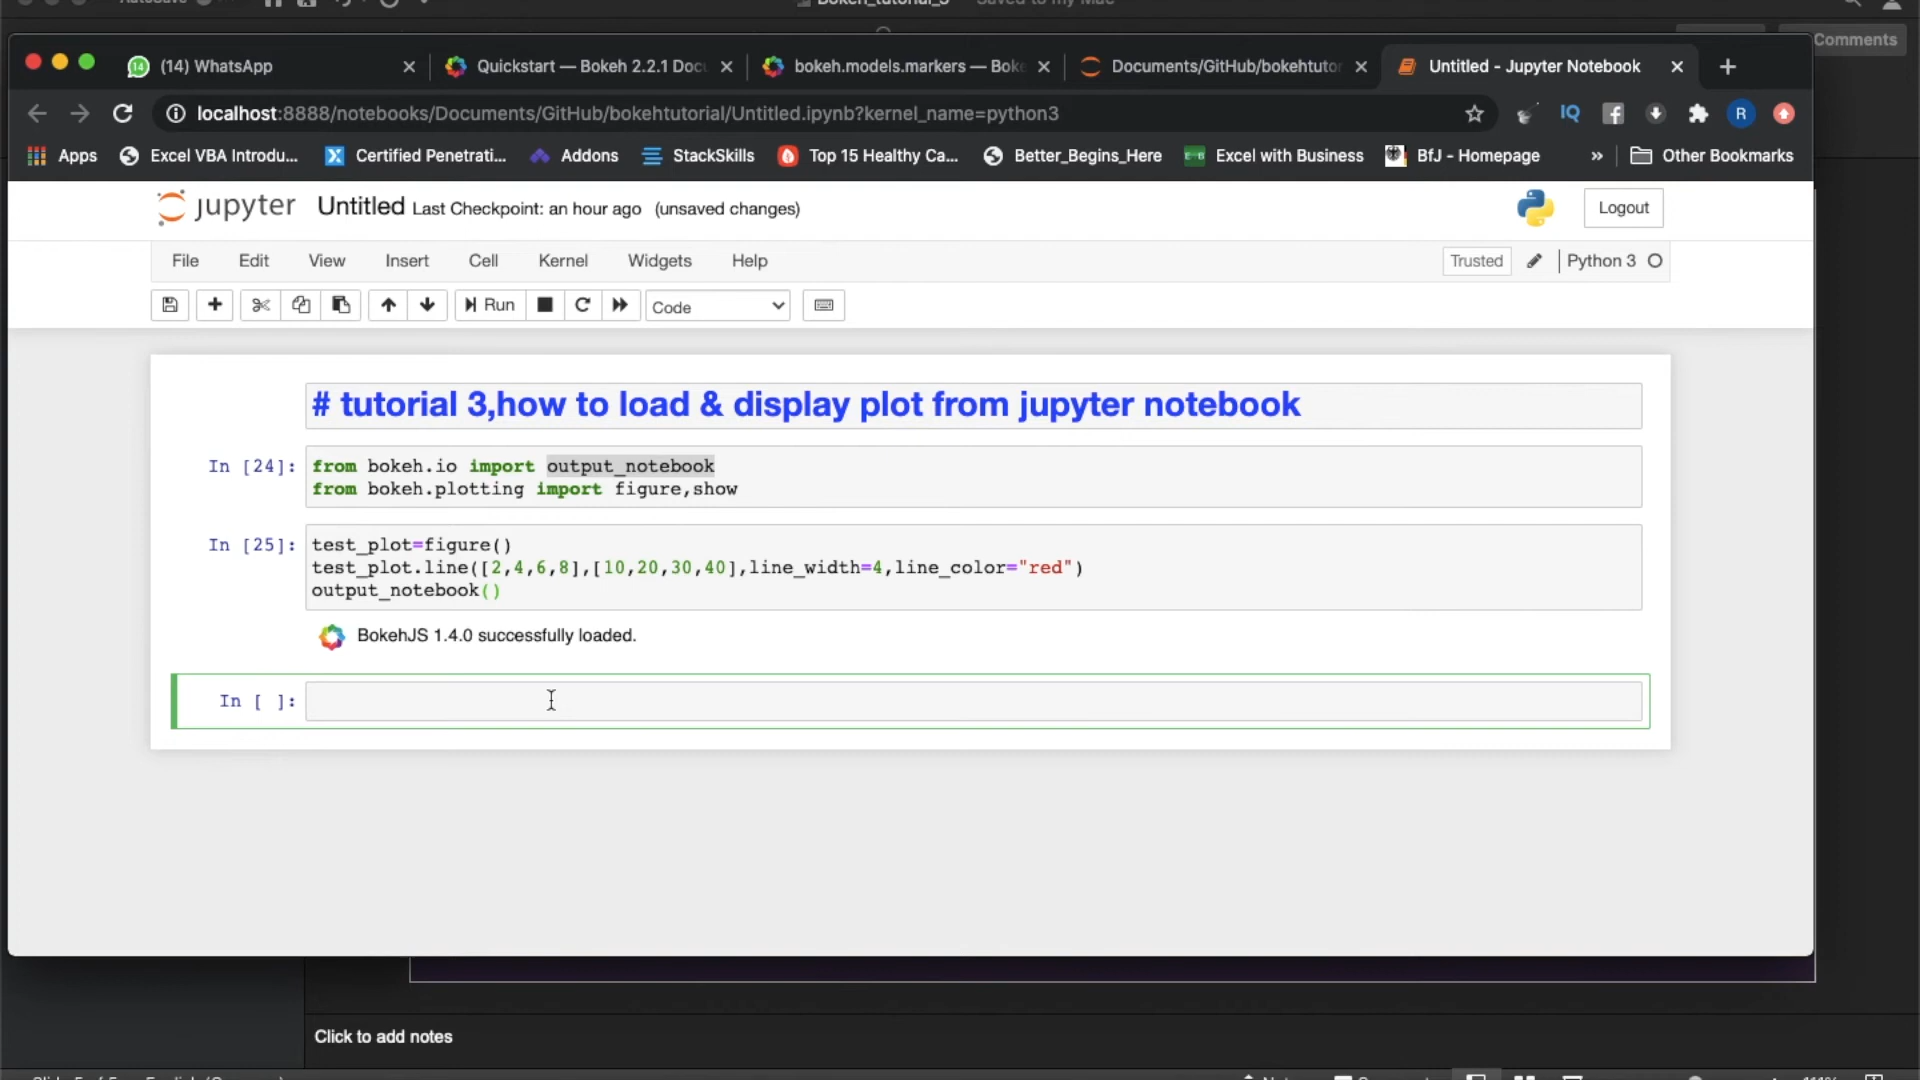 (14) WhatsApp
Quickstart — Bokeh 2.2.1 Docu
bokeh.models.markers — Boke
Documents/GitHub/bokehtutor
Untitled - Jupyter Notebook
Comments
localhost:8888/notebooks/Documents/GitHub/bokehtutorial/Untitled.ipynb?kernel_name=python3
IQ
R
Apps
Excel VBA Introdu...
Certified Penetrati...
Addons
StackSkills
Top 15 Healthy Ca...
Better_Begins_Here
Excel with Business
BfJ - Homepage
»
Other Bookmarks
jupyter Untitled Last Checkpoint: an hour ago (unsaved changes)
Logout
File Edit View Insert Cell Kernel Widgets Help
Trusted
Python 3
Run
Code
# tutorial 3,how to load & display plot from jupyter notebook
In [24]: from bokeh.io import output_notebook
from bokeh.plotting import figure,show
In [25]: test_plot=figure()
test_plot.line([2,4,6,8],[10,20,30,40],line_width=4,line_color="red")
output_notebook()
BokehJS 1.4.0 successfully loaded.
In [ ]:
Click to add notes